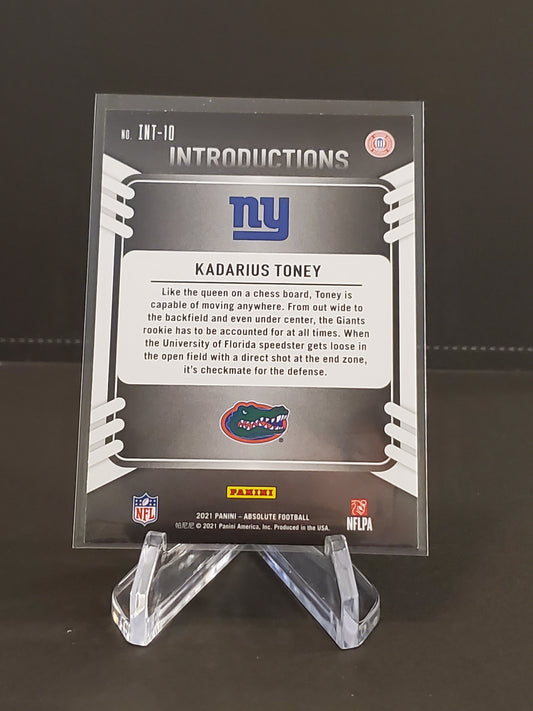 NO. INT-10
INTRODUCTIONS
ny
KADARIUS TONEY
Like the queen on a chess board, Toney is
capable of moving anywhere. From out wide to
the backfield and even under center, the Giants
rookie has to be accounted for at all times. When
the University of Florida speedster gets loose in
the open field with a direct shot at the end zone,
it's checkmate for the defense.
®
PANINI
NFL
NFLPA
2021 PANINI – ABSOLUTE FOOTBALL
帕尼尼 © 2021 Panini America, Inc. Produced in the USA.